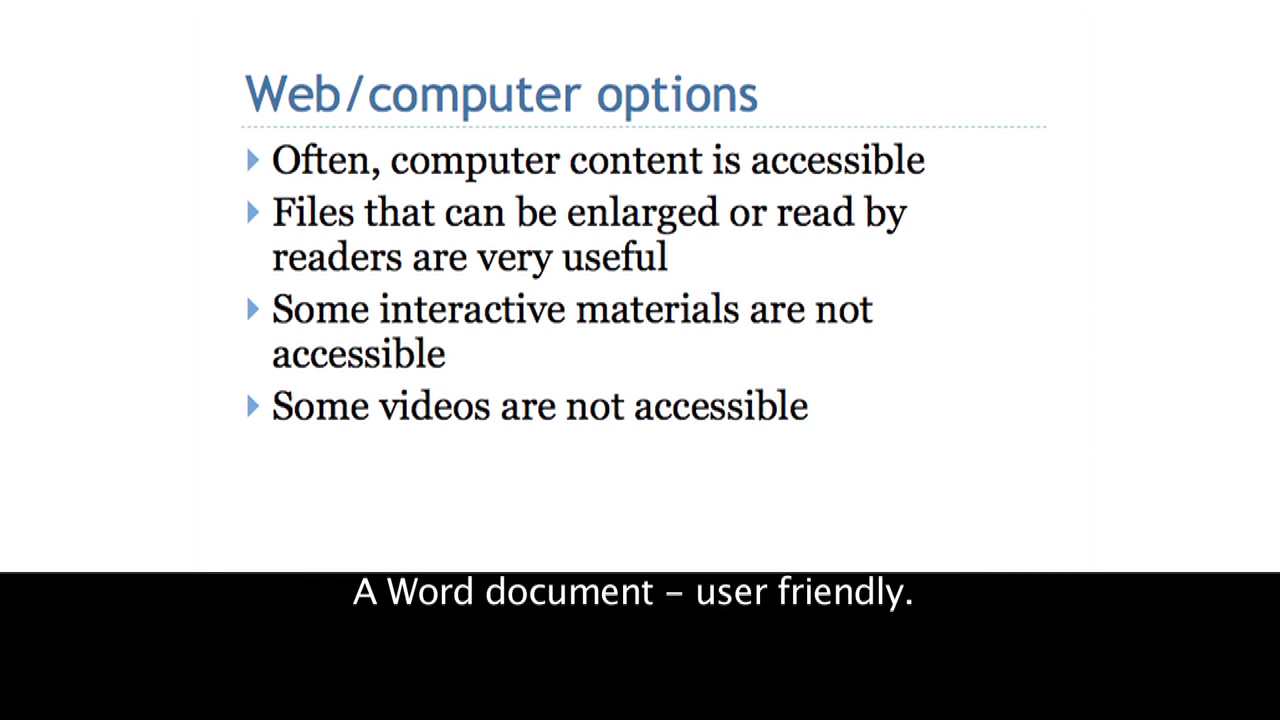 Web/computer options
Often, computer content is accessible
Files that can be enlarged or read by
readers are very useful
Some interactive materials are not
accessible
Some videos are not accessible
A Word document – user friendly.